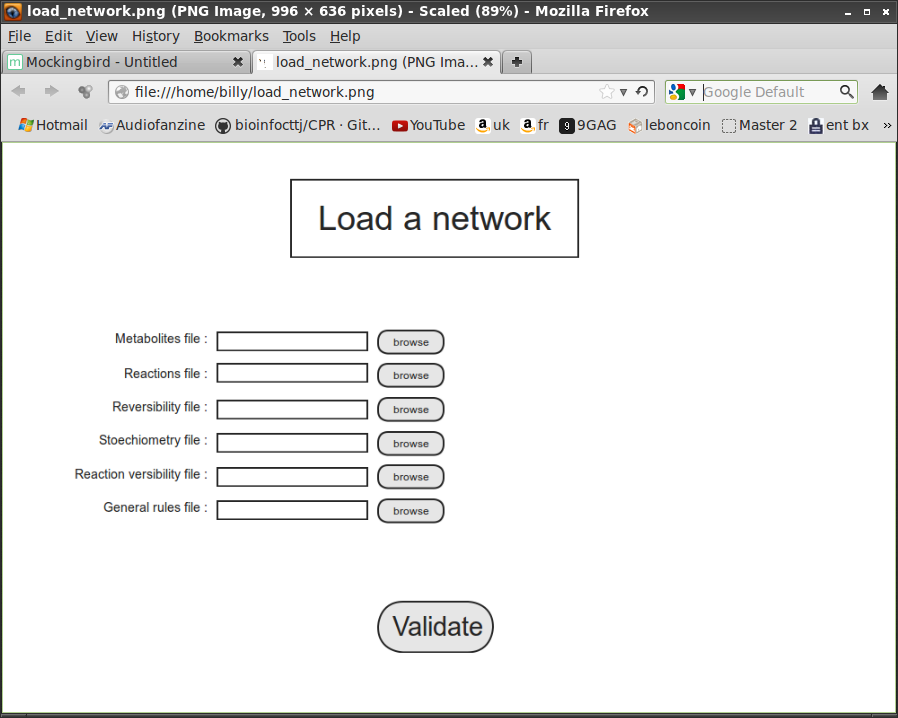 load_network.png (PNG Image, 996 × 636 pixels) - Scaled (89%) - Mozilla Firefox
File Edit View History Bookmarks Tools Help
m Mockingbird - Untitled load_network.png (PNG Ima...
file:///home/billy/load_network.png Google Default
Hotmail AF Audiofanzine bioinfocttj/CPR · Git... YouTube a uk a fr 9 9GAG leboncoin Master 2 ent bx »
Load a network
Metabolites file : browse
Reactions file : browse
Reversibility file : browse
Stoechiometry file : browse
Reaction versibility file : browse
General rules file : browse
Validate